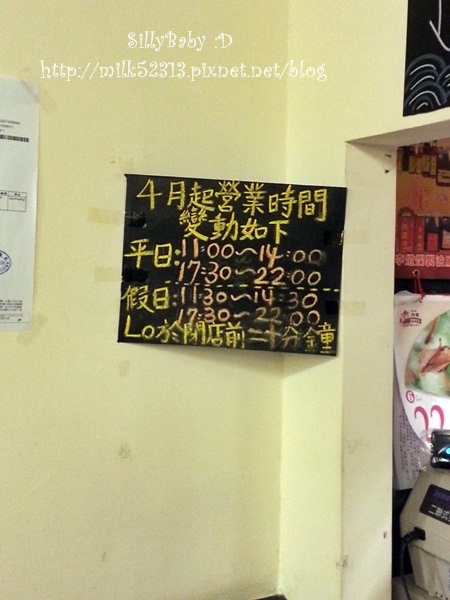 SillyBaby :D
http://milk52313.pixnet.net/blog
4月起營業時間
變動如下
平日:11:00～14:00
17:30～22:00
假日:11:30～14:30
17:30～22:00
Lo於閉店前二十分鐘